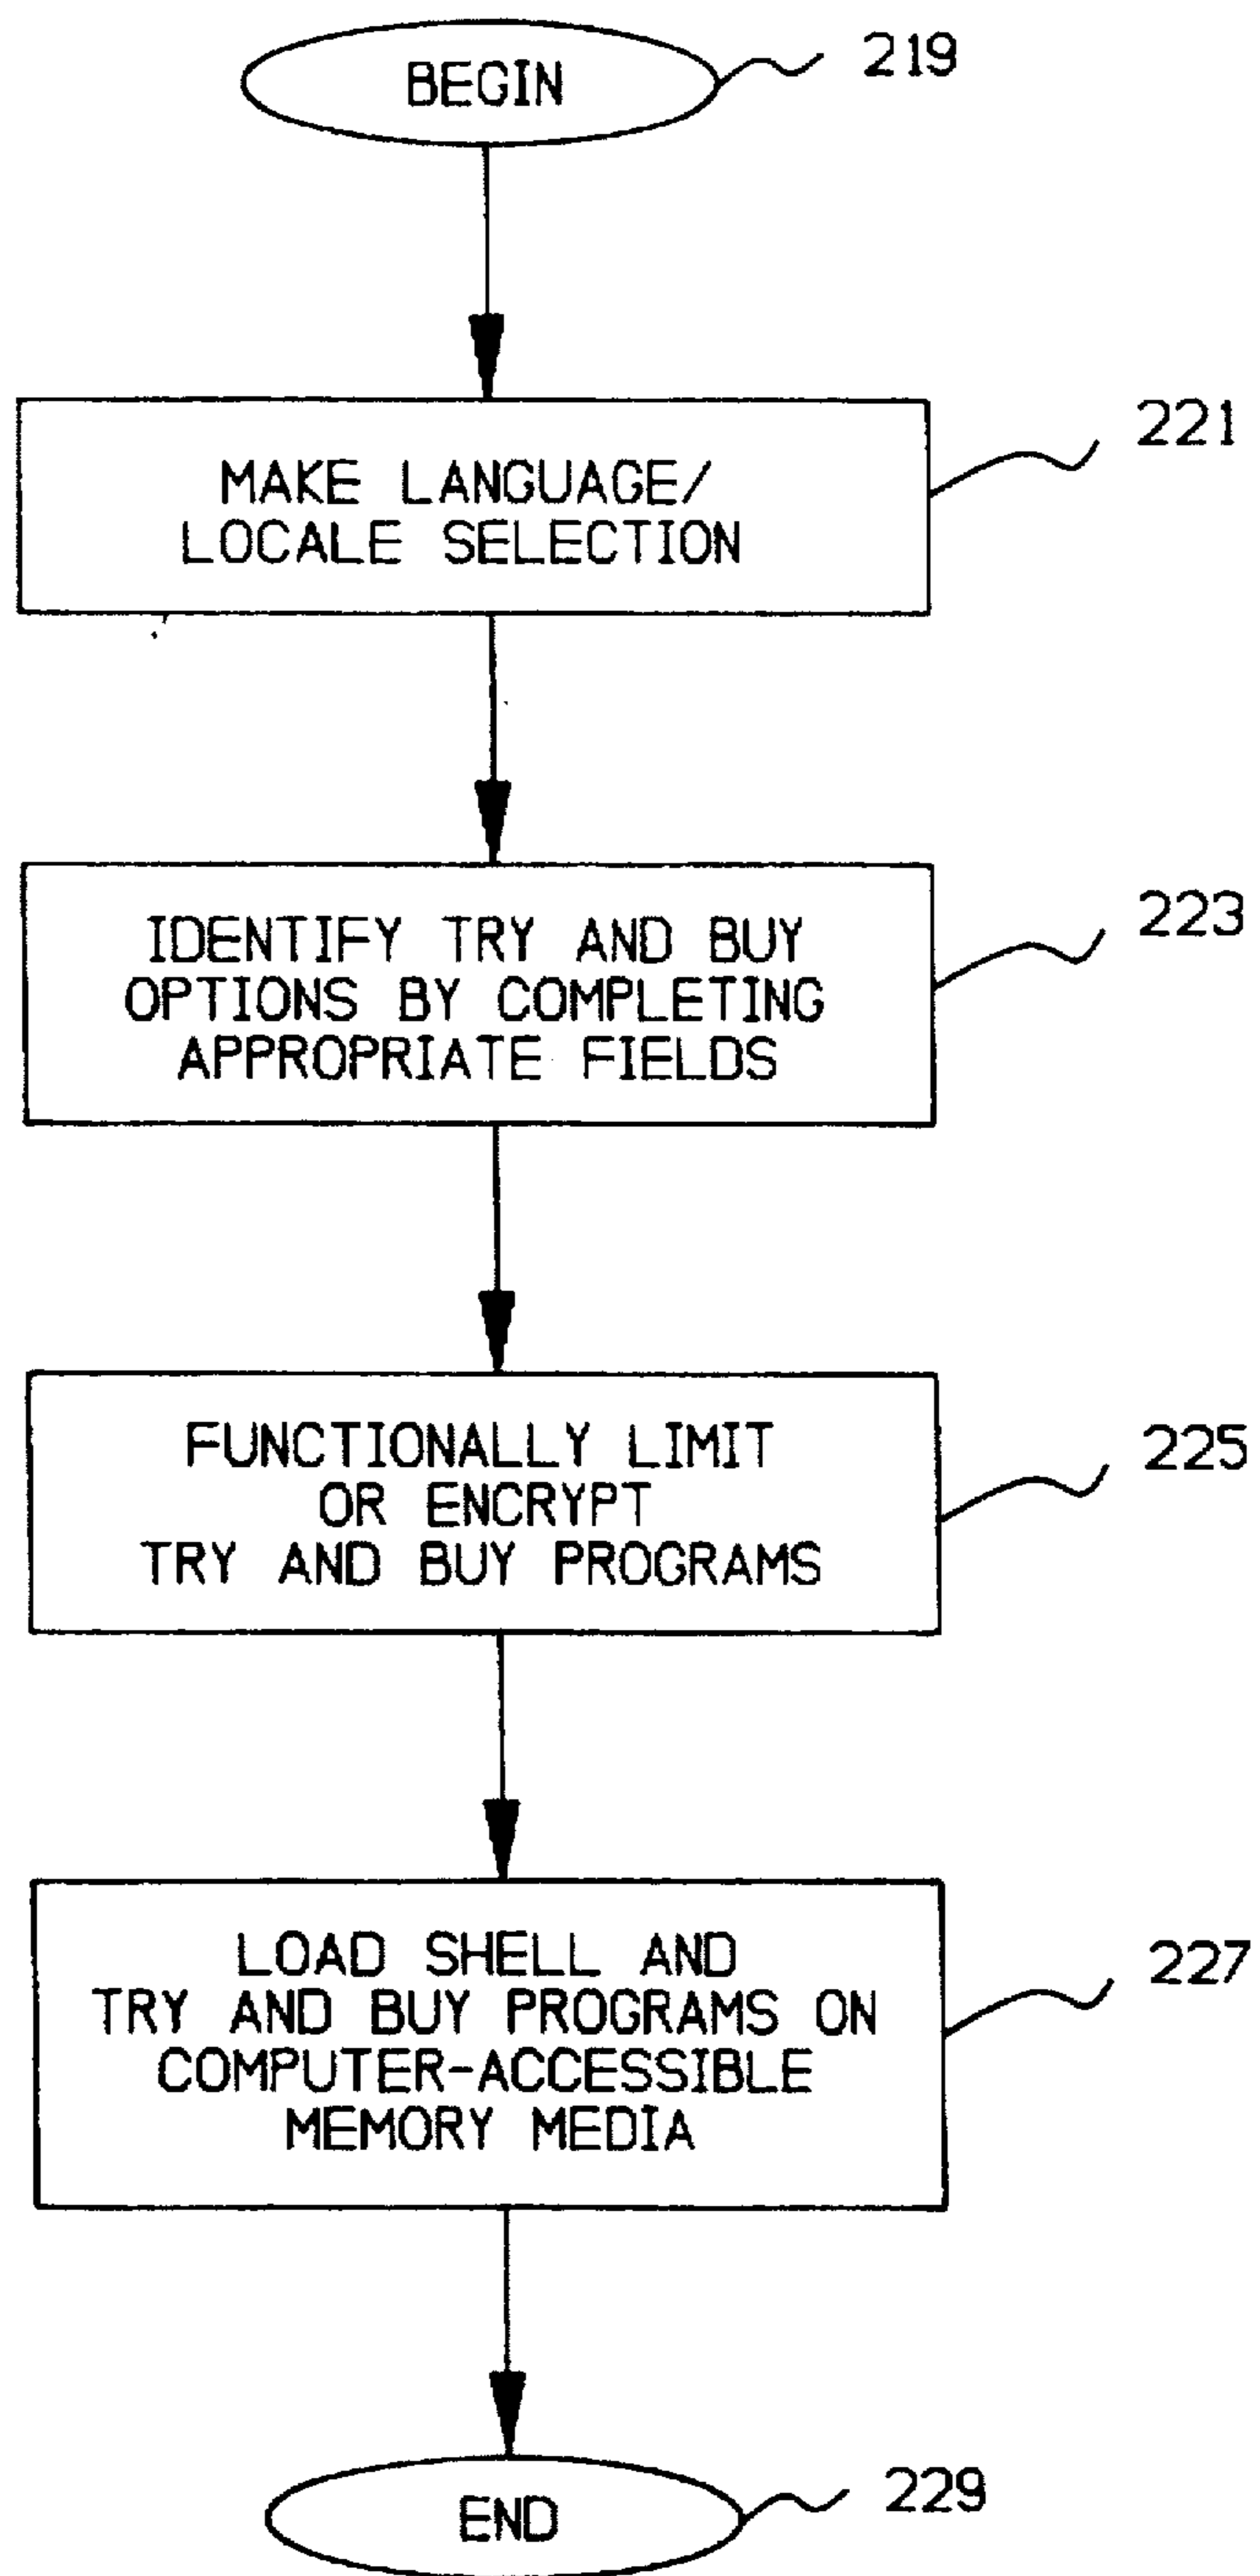 BEGIN
219
MAKE LANGUAGE/
LOCALE SELECTION
221
IDENTIFY TRY AND BUY
OPTIONS BY COMPLETING
APPROPRIATE FIELDS
223
FUNCTIONALLY LIMIT
OR ENCRYPT
TRY AND BUY PROGRAMS
225
LOAD SHELL AND
TRY AND BUY PROGRAMS ON
COMPUTER-ACCESSIBLE
MEMORY MEDIA
227
END
229